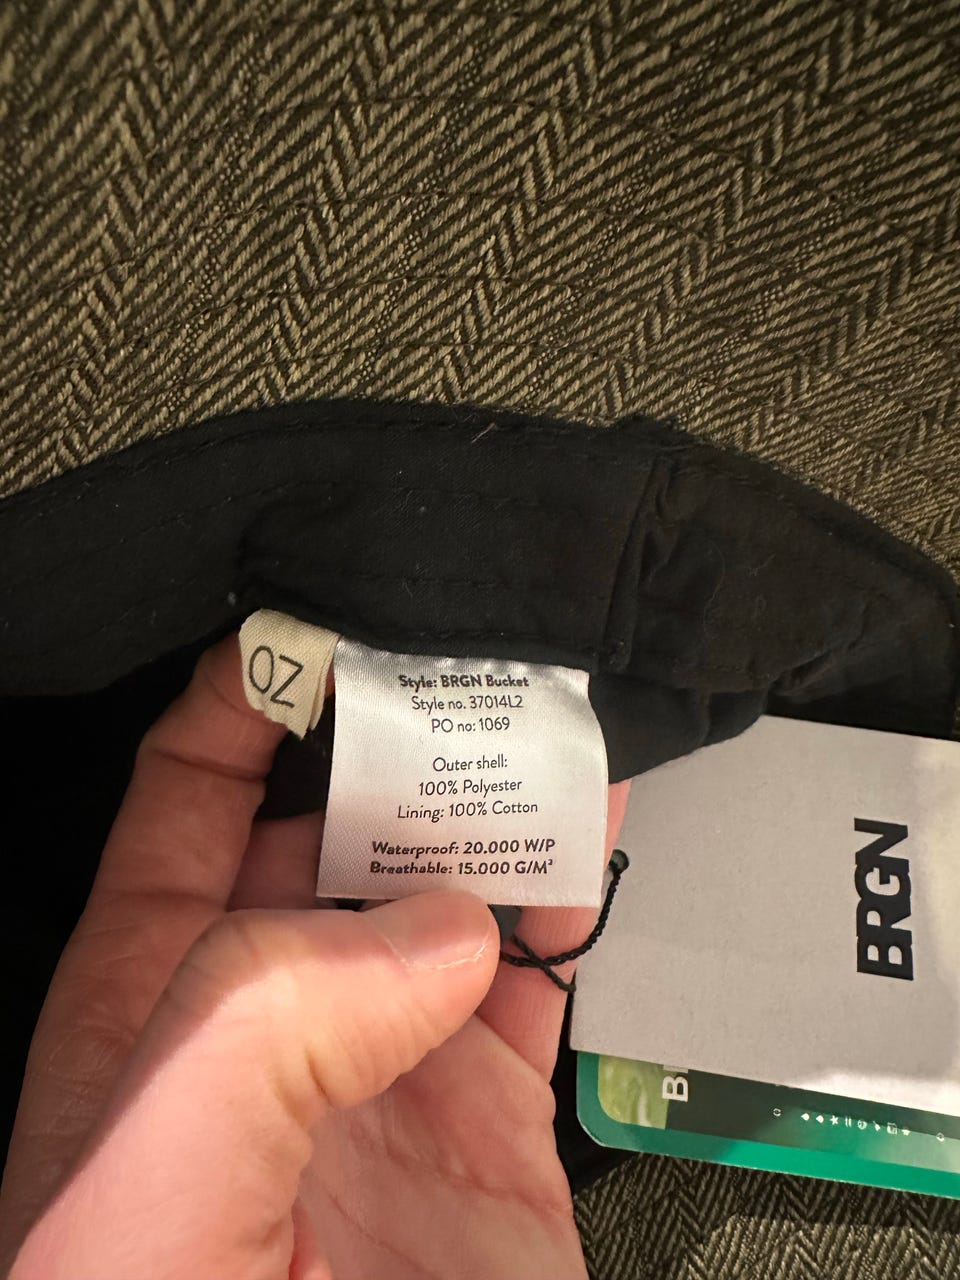 OZ
Style: BRGN Bucket
Style no. 37014L2
PO no: 1069
Outer shell:
100% Polyester
Lining: 100% Cotton
Waterproof: 20.000 W/P
Breathable: 15.000 G/M²
BRGN